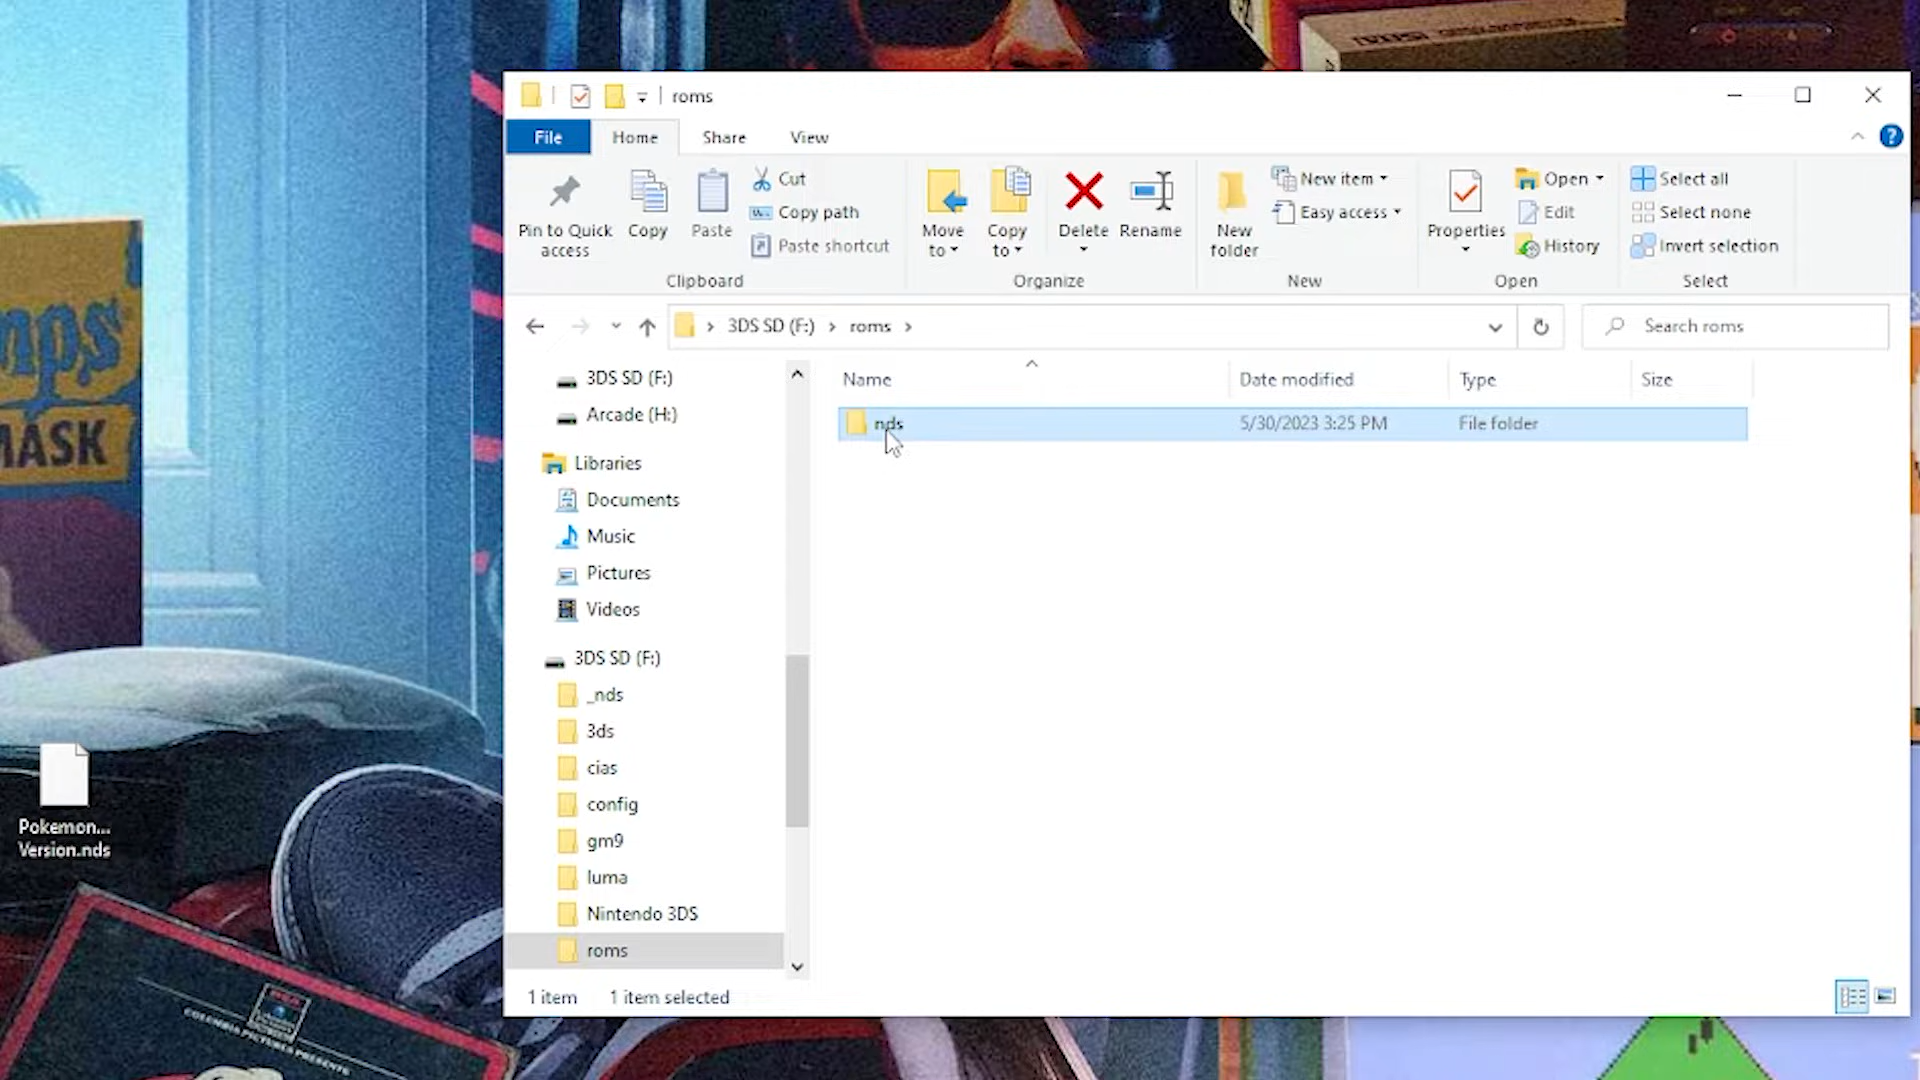 roms
File
Home
Share
View
Pin to Quick access
Copy
Paste
Cut
Copy path
Paste shortcut
Clipboard
Move to
Copy to
Delete
Rename
Organize
New folder
New item
Easy access
New
Properties
Open
Edit
History
Open
Select all
Select none
Invert selection
Select
3DS SD (F:)
roms
Search roms
3DS SD (F:)
Arcade (H:)
Libraries
Documents
Music
Pictures
Videos
3DS SD (F:)
_nds
3ds
cias
config
gm9
luma
Nintendo 3DS
roms
Name
Date modified
Type
Size
nds
5/30/2023 3:25 PM
File folder
1 item
1 item selected
Pokemon...
Version.nds
MASK
COLUMBIA PICTURES PRESENTS